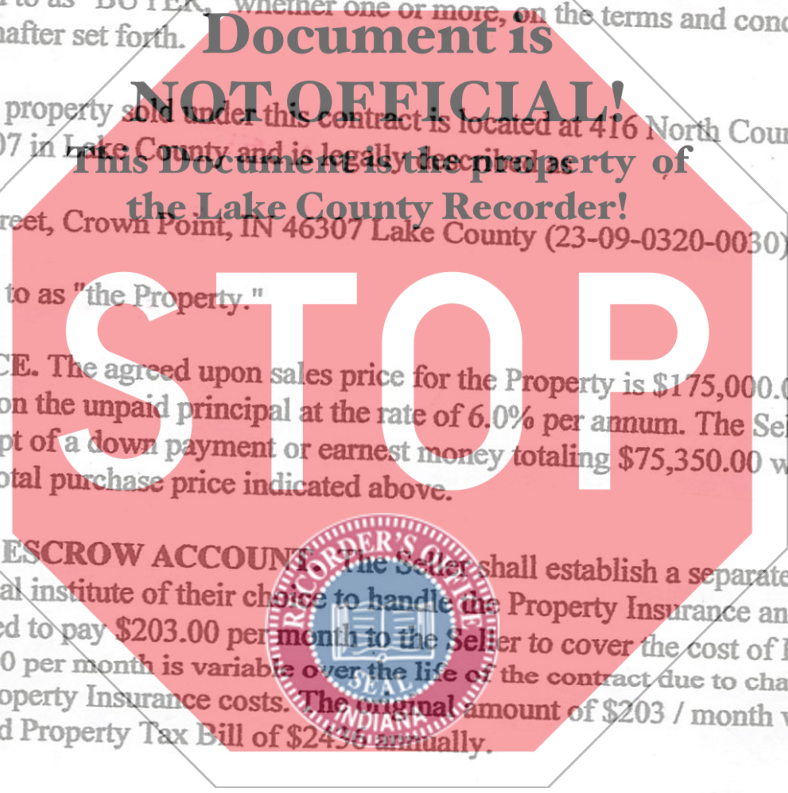 to as "BUYER," whether one or more, on the terms and cond
nafter set forth.
Document is
NOT OFFICIAL!
property sold under this contract is located at 416 North Cour
07 in Lake County and is legally described as
This Document is the property of
the Lake County Recorder!
reet, Crown Point, IN 46307 Lake County (23-09-0320-0030)
to as "the Property."
STOP
CE. The agreed upon sales price for the Property is $175,000.0
on the unpaid principal at the rate of 6.0% per annum. The Sel
pt of a down payment or earnest money totaling $75,350.00 w
otal purchase price indicated above.
ESCROW ACCOUNT. The Seller shall establish a separate
al institute of their choice to handle the Property Insurance an
ed to pay $203.00 per month to the Seller to cover the cost of P
0 per month is variable over the life of the contract due to cha
operty Insurance costs. The original amount of $203 / month w
d Property Tax Bill of $2436 annually.
RECORDER'S OFFICE
SEAL
INDIANA